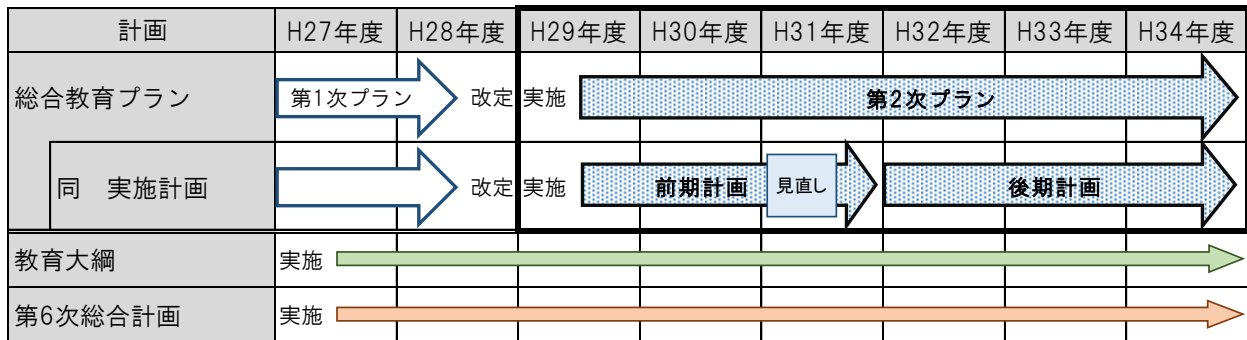 計画 H27年度 H28年度 H29年度 H30年度 H31年度 H32年度 H33年度 H34年度
総合教育プラン 第1次プラン 改定 実施 第2次プラン
同　実施計画 改定 実施 前期計画 見直し 後期計画
教育大綱 実施
第6次総合計画 実施